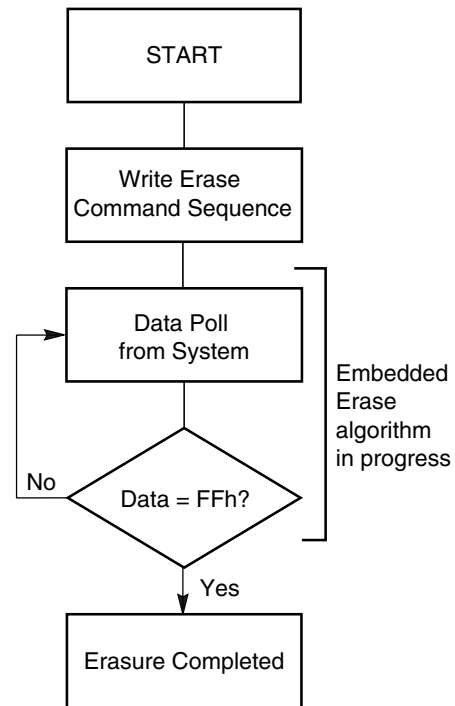 START
Write Erase
Command Sequence
Data Poll
from System
Embedded
Erase
algorithm
in progress
No
Data = FFh?
Yes
Erasure Completed